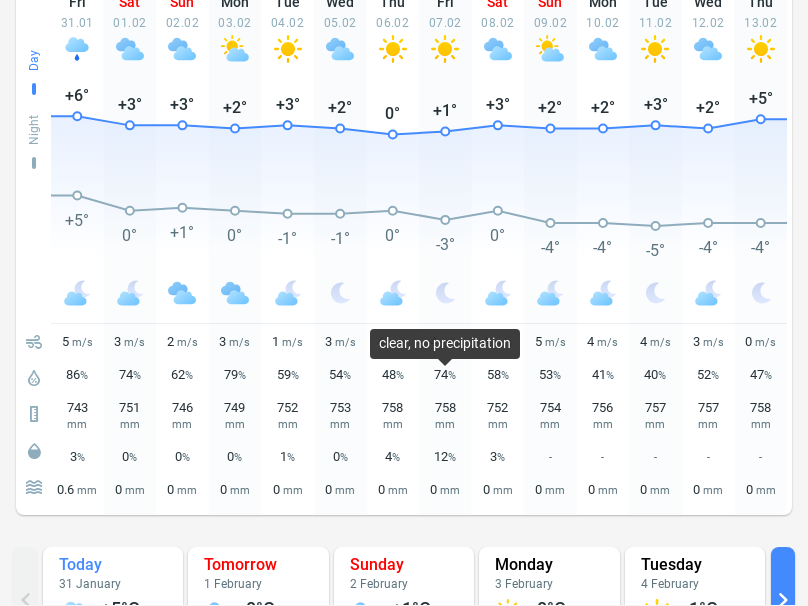 Fri Sat Sun Mon Tue Wed Thu Fri Sat Sun Mon Tue Wed Thu
31.01 01.02 02.02 03.02 04.02 05.02 06.02 07.02 08.02 09.02 10.02 11.02 12.02 13.02
Day
+6° +3° +3° +2° +3° +2° 0° +1° +3° +2° +2° +3° +2° +5°
Night
+5° 0° +1° 0° -1° -1° 0° -3° 0° -4° -4° -5° -4° -4°
clear, no precipitation
5 m/s 3 m/s 2 m/s 3 m/s 1 m/s 3 m/s 5 m/s 4 m/s 4 m/s 3 m/s 0 m/s
86% 74% 62% 79% 59% 54% 48% 74% 58% 53% 41% 40% 52% 47%
743 751 746 749 752 753 758 758 752 754 756 757 757 758
mm mm mm mm mm mm mm mm mm mm mm mm mm mm
3% 0% 0% 0% 1% 0% 4% 12% 3% - - - - -
0.6 mm 0 mm 0 mm 0 mm 0 mm 0 mm 0 mm 0 mm 0 mm 0 mm 0 mm 0 mm 0 mm 0 mm
Today Tomorrow Sunday Monday Tuesday
31 January 1 February 2 February 3 February 4 February